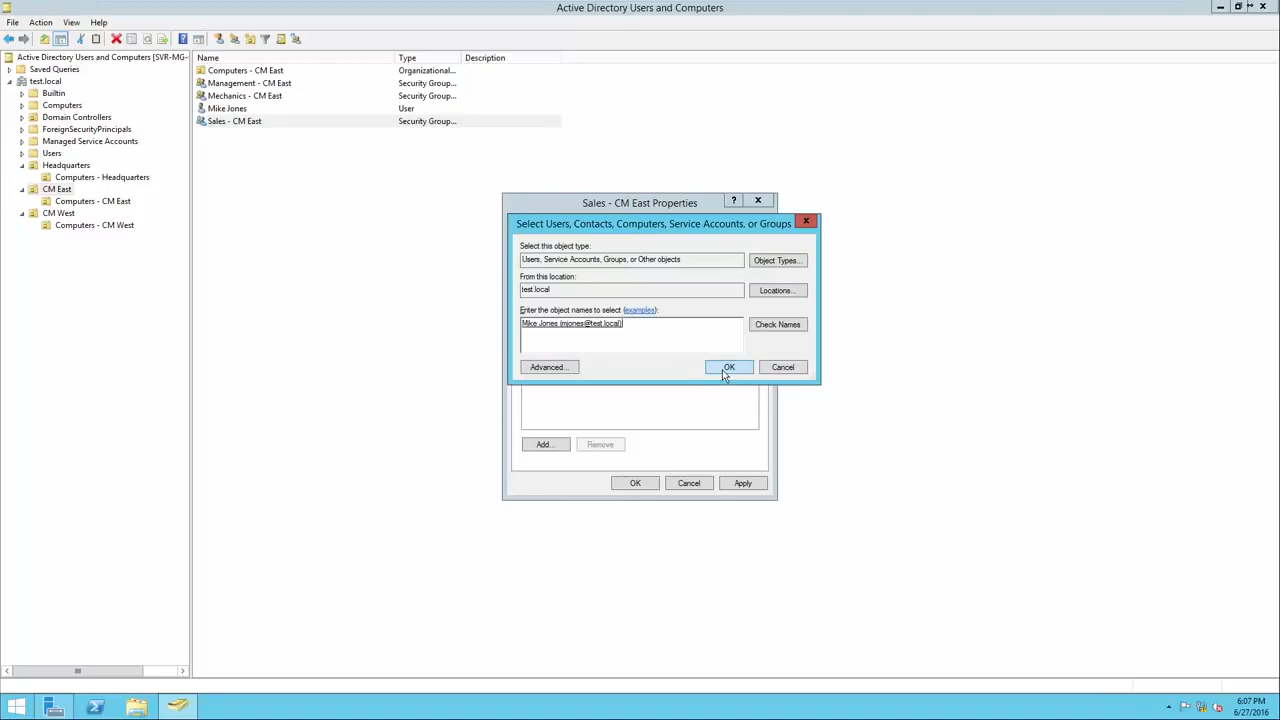 Active Directory Users and Computers
File Action View Help
Active Directory Users and Computers [SVR-MG-
Saved Queries
test.local
Builtin
Computers
Domain Controllers
ForeignSecurityPrincipals
Managed Service Accounts
Users
Headquarters
Computers - Headquarters
CM East
Computers - CM East
CM West
Computers - CM West
Name Type Description
Computers - CM East Organizational...
Management - CM East Security Group...
Mechanics - CM East Security Group...
Mike Jones User
Sales - CM East Security Group...
Sales - CM East Properties
Select Users, Contacts, Computers, Service Accounts, or Groups
Select this object type:
Users, Service Accounts, Groups, or Other objects Object Types...
From this location:
test.local Locations...
Enter the object names to select (examples):
Mike Jones (mjones@test.local) Check Names
Advanced... OK Cancel
Add... Remove
OK Cancel Apply
6:07 PM
6/27/2016